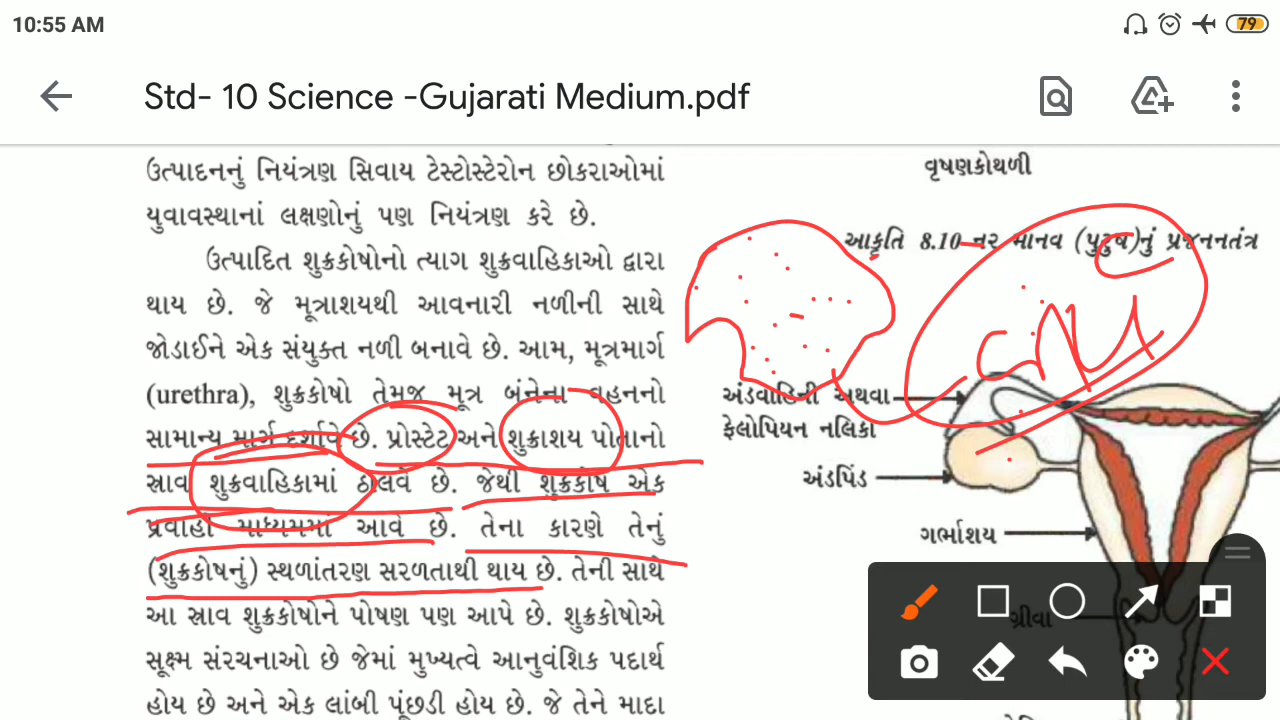 10:55 AM
79
Std- 10 Science -Gujarati Medium.pdf
ઉત્પાદનનું નિયંત્રણ સિવાય ટેસ્ટોસ્ટેરોન છોકરાઓમાં
યુવાવસ્થાનાં લક્ષણોનું પણ નિયંત્રણ કરે છે.
ઉત્પાદિત શુક્રકોષોનો ત્યાગ શુક્રવાહિકાઓ દ્વારા
થાય છે. જે મૂત્રાશયથી આવનારી નળીની સાથે
જોડાઈને એક સંયુક્ત નળી બનાવે છે. આમ, મૂત્રમાર્ગ
(urethra), શુક્રકોષો તેમજ મૂત્ર બંનેના વહનનો
સામાન્ય માર્ગ દર્શાવે છે. પ્રોસ્ટેટ અને શુક્રાશય પોતાનો
સ્રાવ શુક્રવાહિકામાં ઠાલવે છે. જેથી શુક્રકોષ એક
પ્રવાહી માધ્યમમાં આવે છે. તેના કારણે તેનું
(શુક્રકોષનું) સ્થળાંતરણ સરળતાથી થાય છે. તેની સાથે
આ સ્રાવ શુક્રકોષોને પોષણ પણ આપે છે. શુક્રકોષોએ
સૂક્ષ્મ સંરચનાઓ છે જેમાં મુખ્યત્વે આનુવંશિક પદાર્થ
હોય છે અને એક લાંબી પૂંછડી હોય છે. જે તેને માદા
વૃષણકોથળી
આકૃતિ 8.10 નર માનવ (પુરુષ)નું પ્રજનનતંત્ર
અંડવાહિની અથવા
ફેલોપિયન નલિકા
અંડપિંડ
ગર્ભાશય
ગ્રીવા